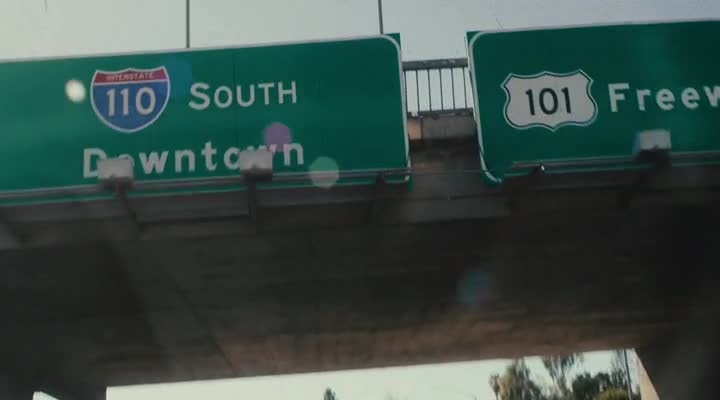 INTERSTATE
110 SOUTH
Downtown
101 Freew